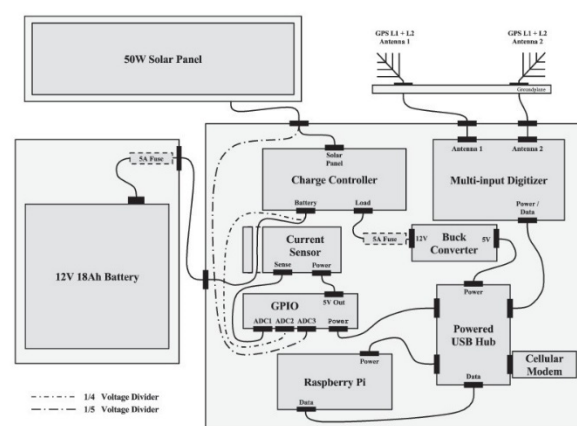 GPS L1 + L2
Antenna 1
GPS L1 + L2
Antenna 2
50W Solar Panel
Groundplane
5A Fuse
Solar
Panel
Antenna 1
Antenna 2
Charge Controller
Multi-input Digitizer
Battery
Load
Power /
Data
12V 18Ah Battery
5A Fuse
12V
Buck
Converter
5V
Current
Sensor
Sense
Power
Power
GPIO
5V Out
ADC1
ADC2
ADC3
Power
Powered
USB Hub
Power
Raspberry Pi
Cellular
Modem
Data
Data
1/4 Voltage Divider
1/5 Voltage Divider